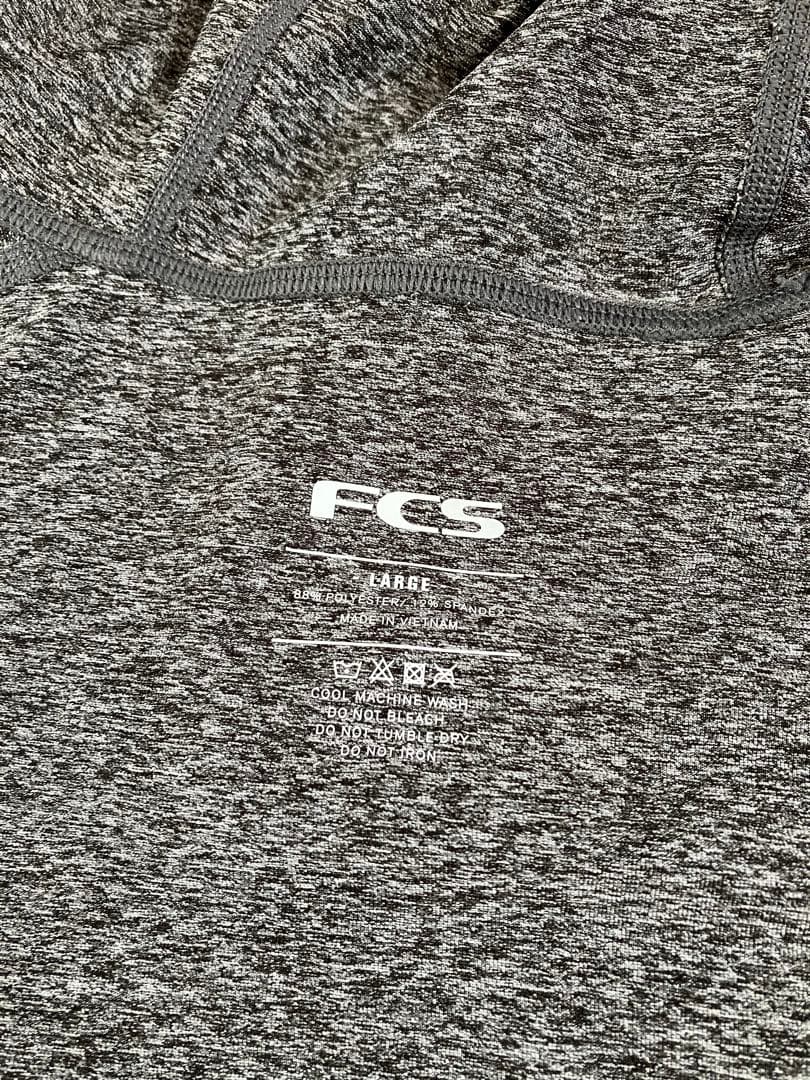 FCS
LARGE
88% POLYESTER/ 12% SPANDEX
MADE IN VIETNAM
COOL MACHINE WASH
DO NOT BLEACH
DO NOT TUMBLE DRY
DO NOT IRON